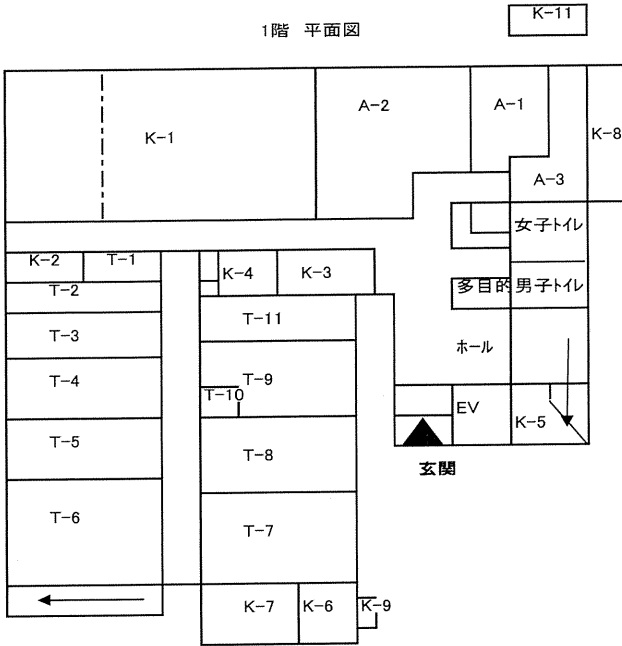 1階 平面図
K-11
K-1
A-2
A-1
K-8
A-3
女子トイレ
K-2
T-1
K-4
K-3
T-2
多目的
男子トイレ
T-11
T-3
ホール
T-4
T-9
T-10
EV
K-5
T-5
T-8
玄関
T-6
T-7
K-7
K-6
K-9